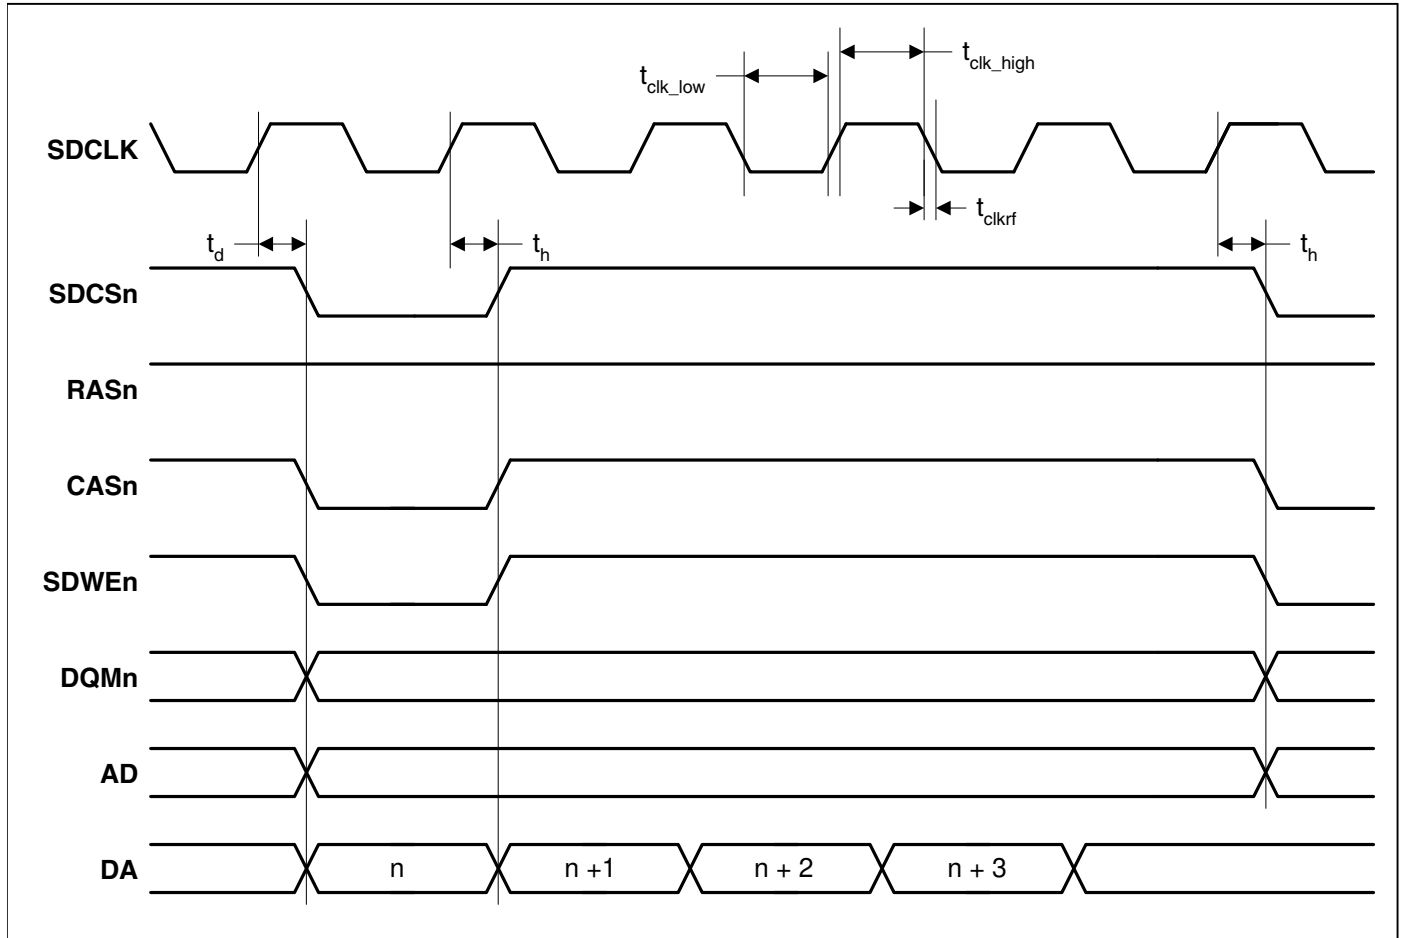 t_clk_high
t_clk_low
SDCLK
t_clkrf
t_d
t_h
t_h
SDCSn
RASn
CASn
SDWEn
DQMn
AD
DA n n +1 n + 2 n + 3